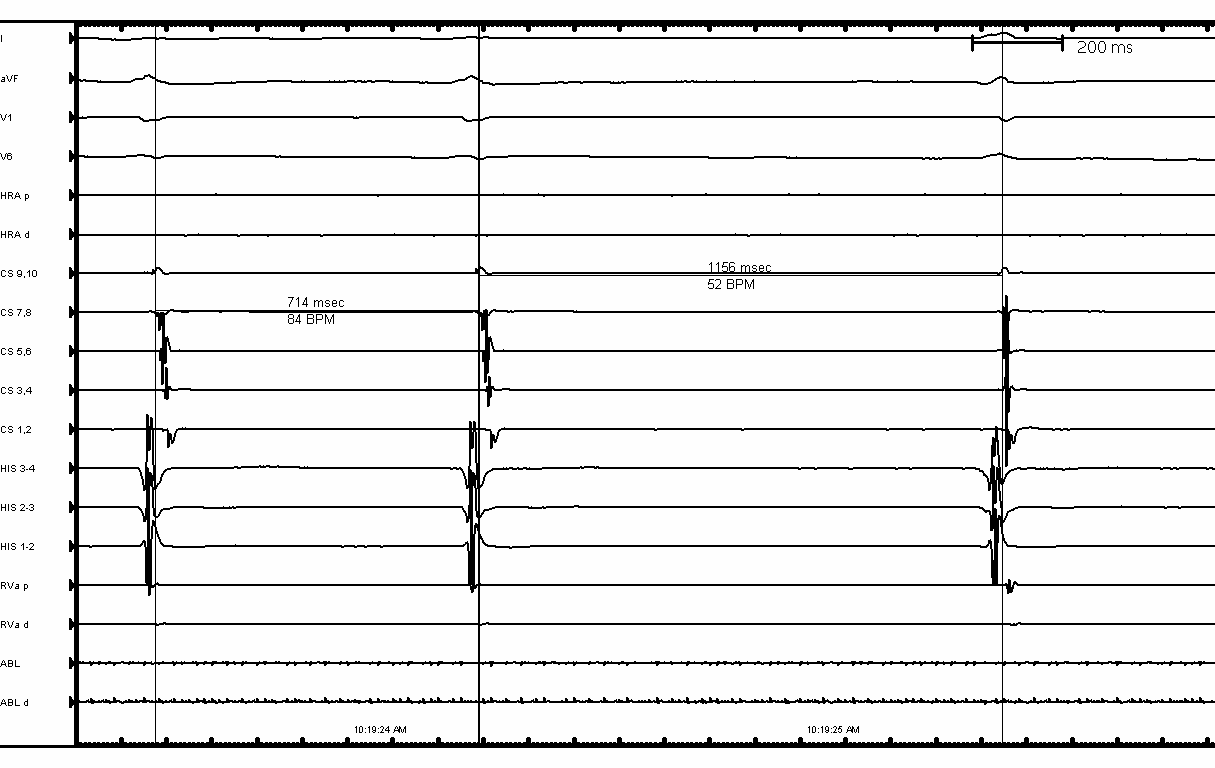 I
200 ms
aVF
V1
V6
HRA p
HRA d
CS 9,10
1156 msec
52 BPM
714 msec
CS 7,8
84 BPM
CS 5,6
CS 3,4
CS 1,2
HIS 3-4
HIS 2-3
HIS 1-2
RVa p
RVa d
ABL
ABL d
10:19:24 AM
10:19:25 AM